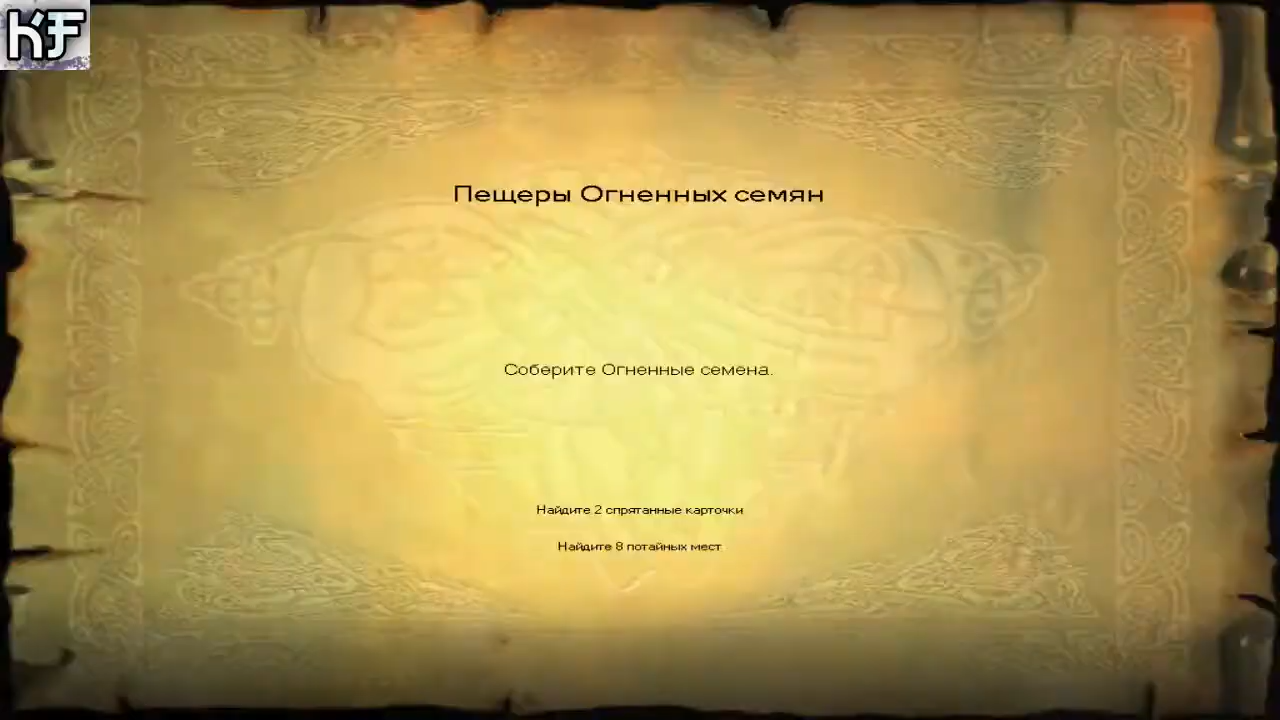 KF
Пещеры Огненных семян
Соберите Огненные семена.
Найдите 2 спрятанные карточки
Найдите 8 потайных мест